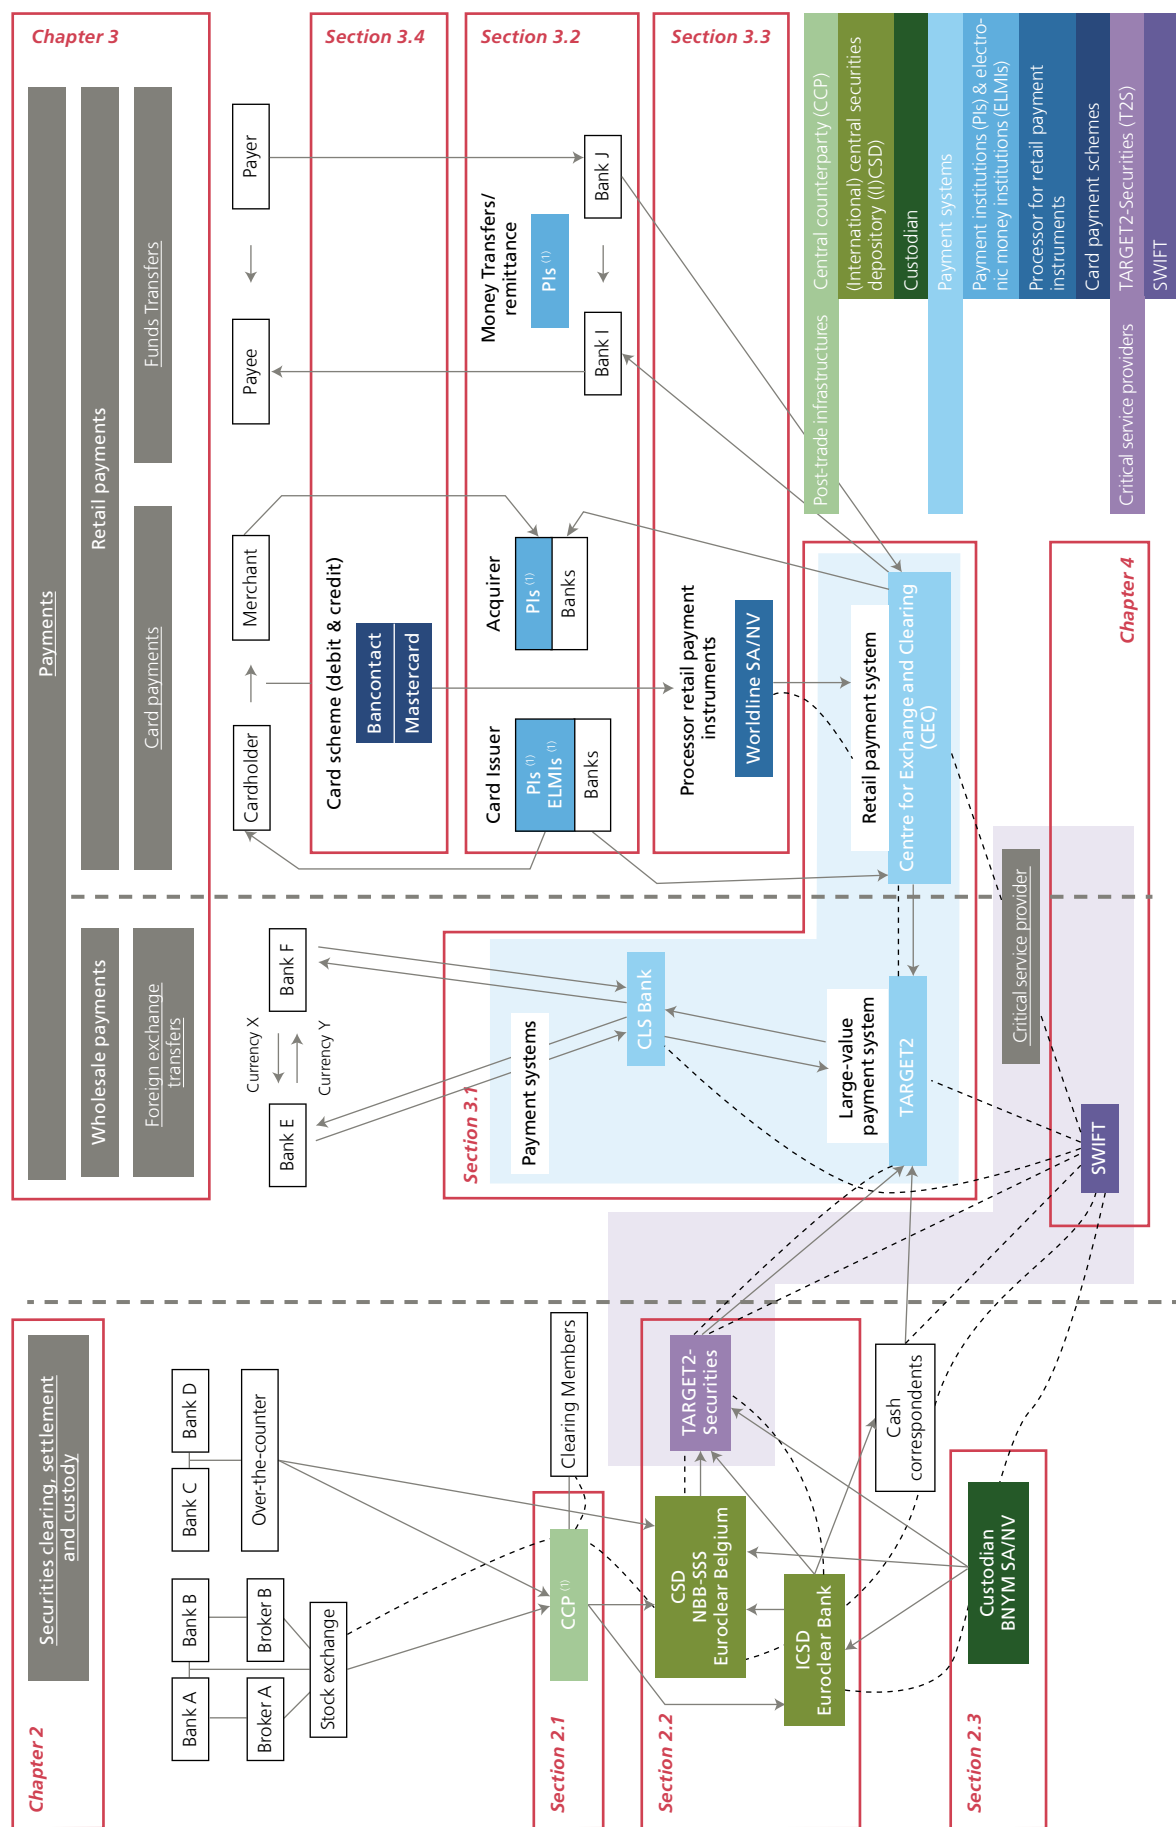 Chapter 2
Securities clearing, settlement
and custody
Bank A
Bank B
Bank C
Bank D
Broker A
Broker B
Over-the-counter
Stock exchange
Section 2.1
CCP (1)
Clearing Members
Section 2.2
CSD
NBB-SSS
Euroclear Belgium
TARGET2-
Securities
ICSD
Euroclear Bank
Cash
correspondents
Section 2.3
Custodian
BNYM SA/NV
Chapter 3
Payments
Wholesale payments
Retail payments
Foreign exchange
transfers
Card payments
Funds Transfers
Bank E
Currency X
Currency Y
Bank F
Cardholder
Merchant
Payee
Payer
Section 3.4
Card scheme (debit & credit)
Bancontact
Mastercard
Section 3.2
Card Issuer
PIs (1)
ELMIs (1)
Banks
Acquirer
PIs (1)
Banks
Money Transfers/
remittance
PIs (1)
Bank I
Bank J
Section 3.3
Processor retail payment
instruments
Worldline SA/NV
Section 3.1
Payment systems
CLS Bank
Large-value
payment system
TARGET2
Retail payment system
Centre for Exchange and Clearing
(CEC)
Critical service provider
SWIFT
Chapter 4
Post-trade infrastructures
Central counterparty (CCP)
(International) central securities
depository ((I)CSD)
Custodian
Payment systems
Payment institutions (PIs) & electro-
nic money institutions (ELMIs)
Processor for retail payment
instruments
Card payment schemes
Critical service providers
TARGET2-Securities (T2S)
SWIFT